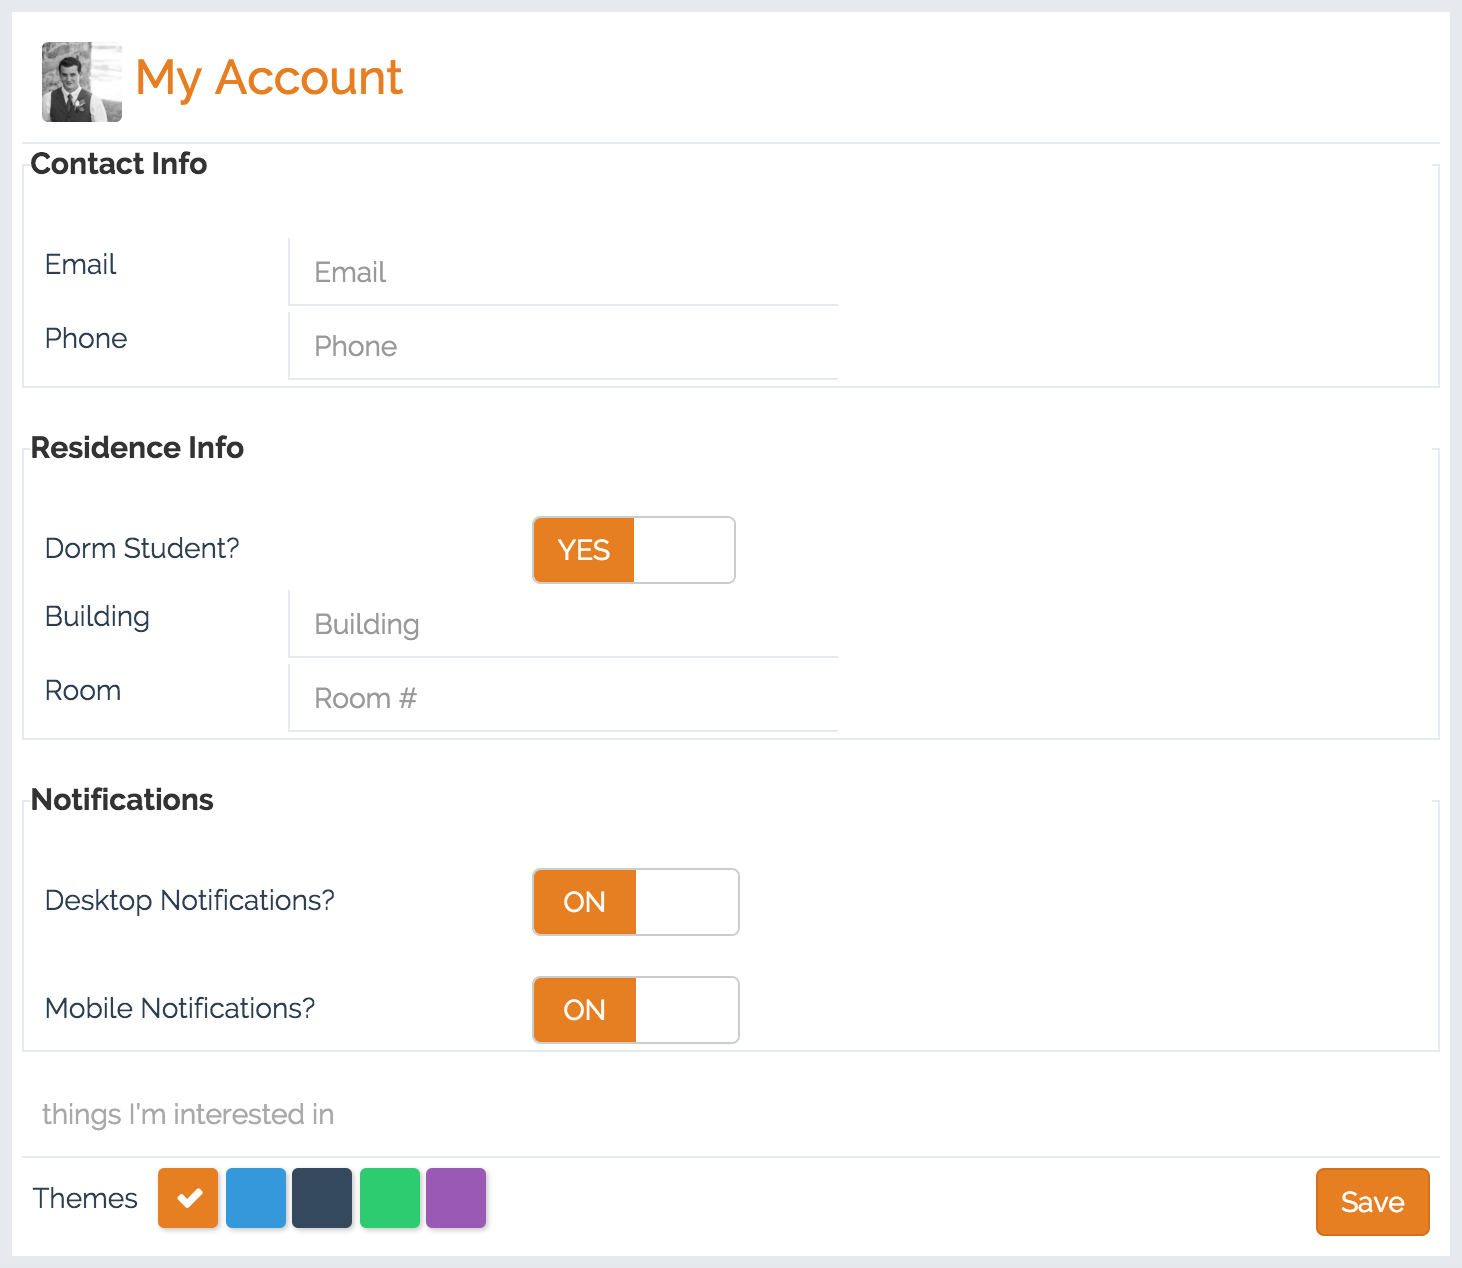 My Account
Contact Info
Email Email
Phone Phone
Residence Info
Dorm Student? YES
Building Building
Room Room #
Notifications
Desktop Notifications? ON
Mobile Notifications? ON
things I'm interested in
Themes Save